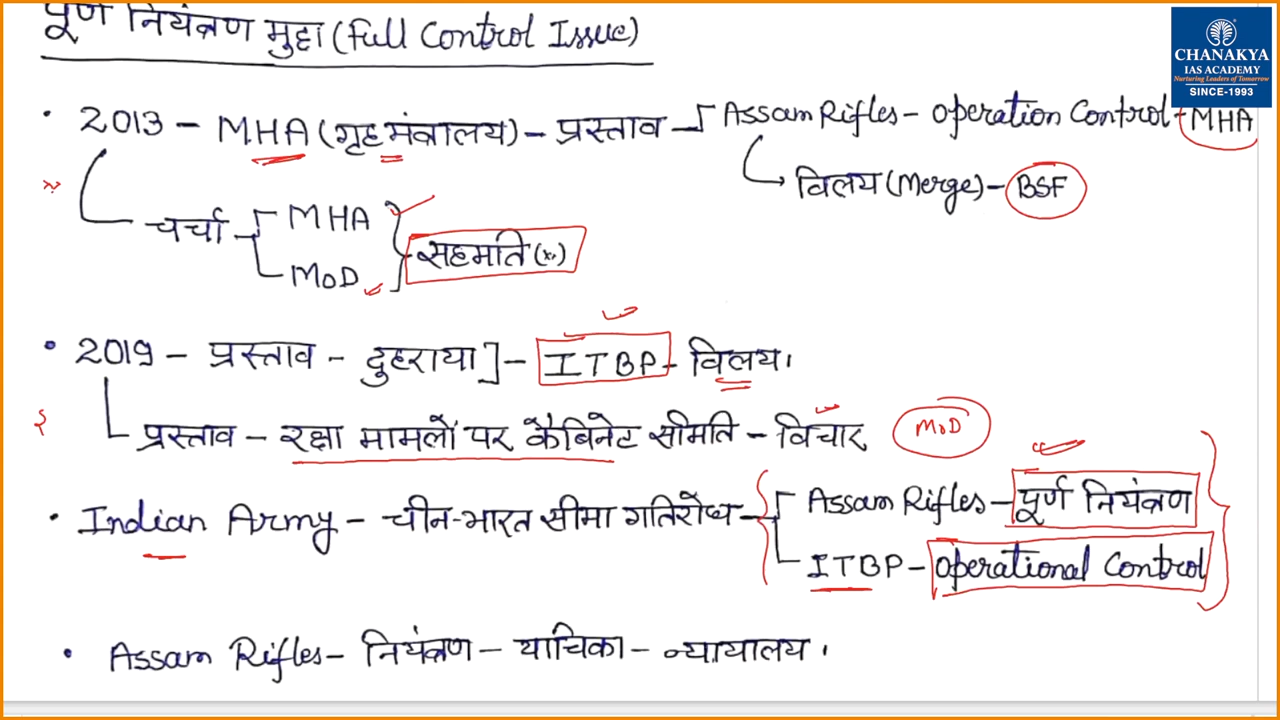 पूर्ण नियंत्रण मुद्दा (Full Control Issue)
CHANAKYA
IAS ACADEMY
Nurturing Leaders of Tomorrow
SINCE-1993
• 2013 - MHA (गृह मंत्रालय) - प्रस्ताव - Assam Rifles - Operation Control - MHA
विलय (Merge) - BSF
चर्चा - MHA
MoD
सहमति (x)
• 2019 - प्रस्ताव - दुहराया] - ITBP - विलय.
प्रस्ताव - रक्षा मामलों पर कैबिनेट समिति - विचार MoD
• Indian Army - चीन-भारत सीमा गतिरोध - Assam Rifles - पूर्ण नियंत्रण
ITBP - Operational Control
• Assam Rifles - नियंत्रण - याचिका - न्यायालय.